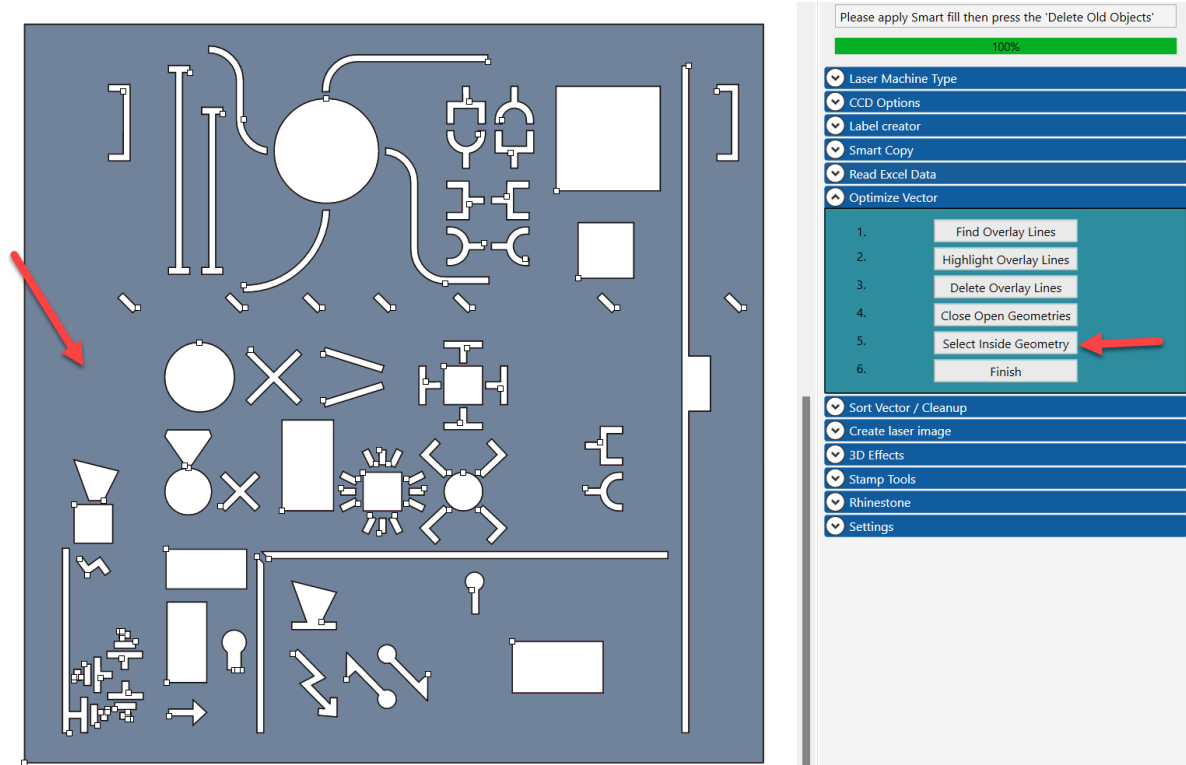 Please apply Smart fill then press the 'Delete Old Objects'
100%
Laser Machine Type
CCD Options
Label creator
Smart Copy
Read Excel Data
Optimize Vector
1. Find Overlay Lines
2. Highlight Overlay Lines
3. Delete Overlay Lines
4. Close Open Geometries
5. Select Inside Geometry
6. Finish
Sort Vector / Cleanup
Create laser image
3D Effects
Stamp Tools
Rhinestone
Settings